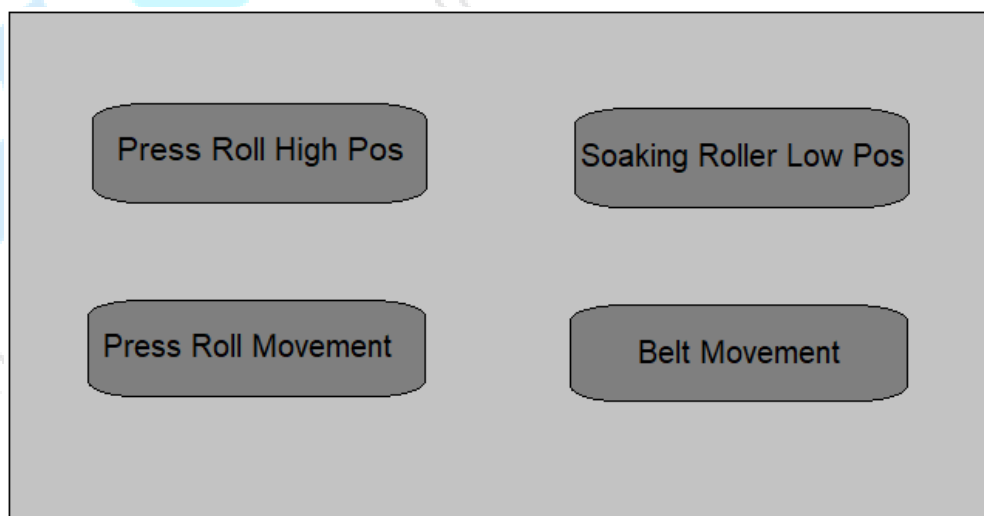 Press Roll High Pos
Soaking Roller Low Pos
Press Roll Movement
Belt Movement